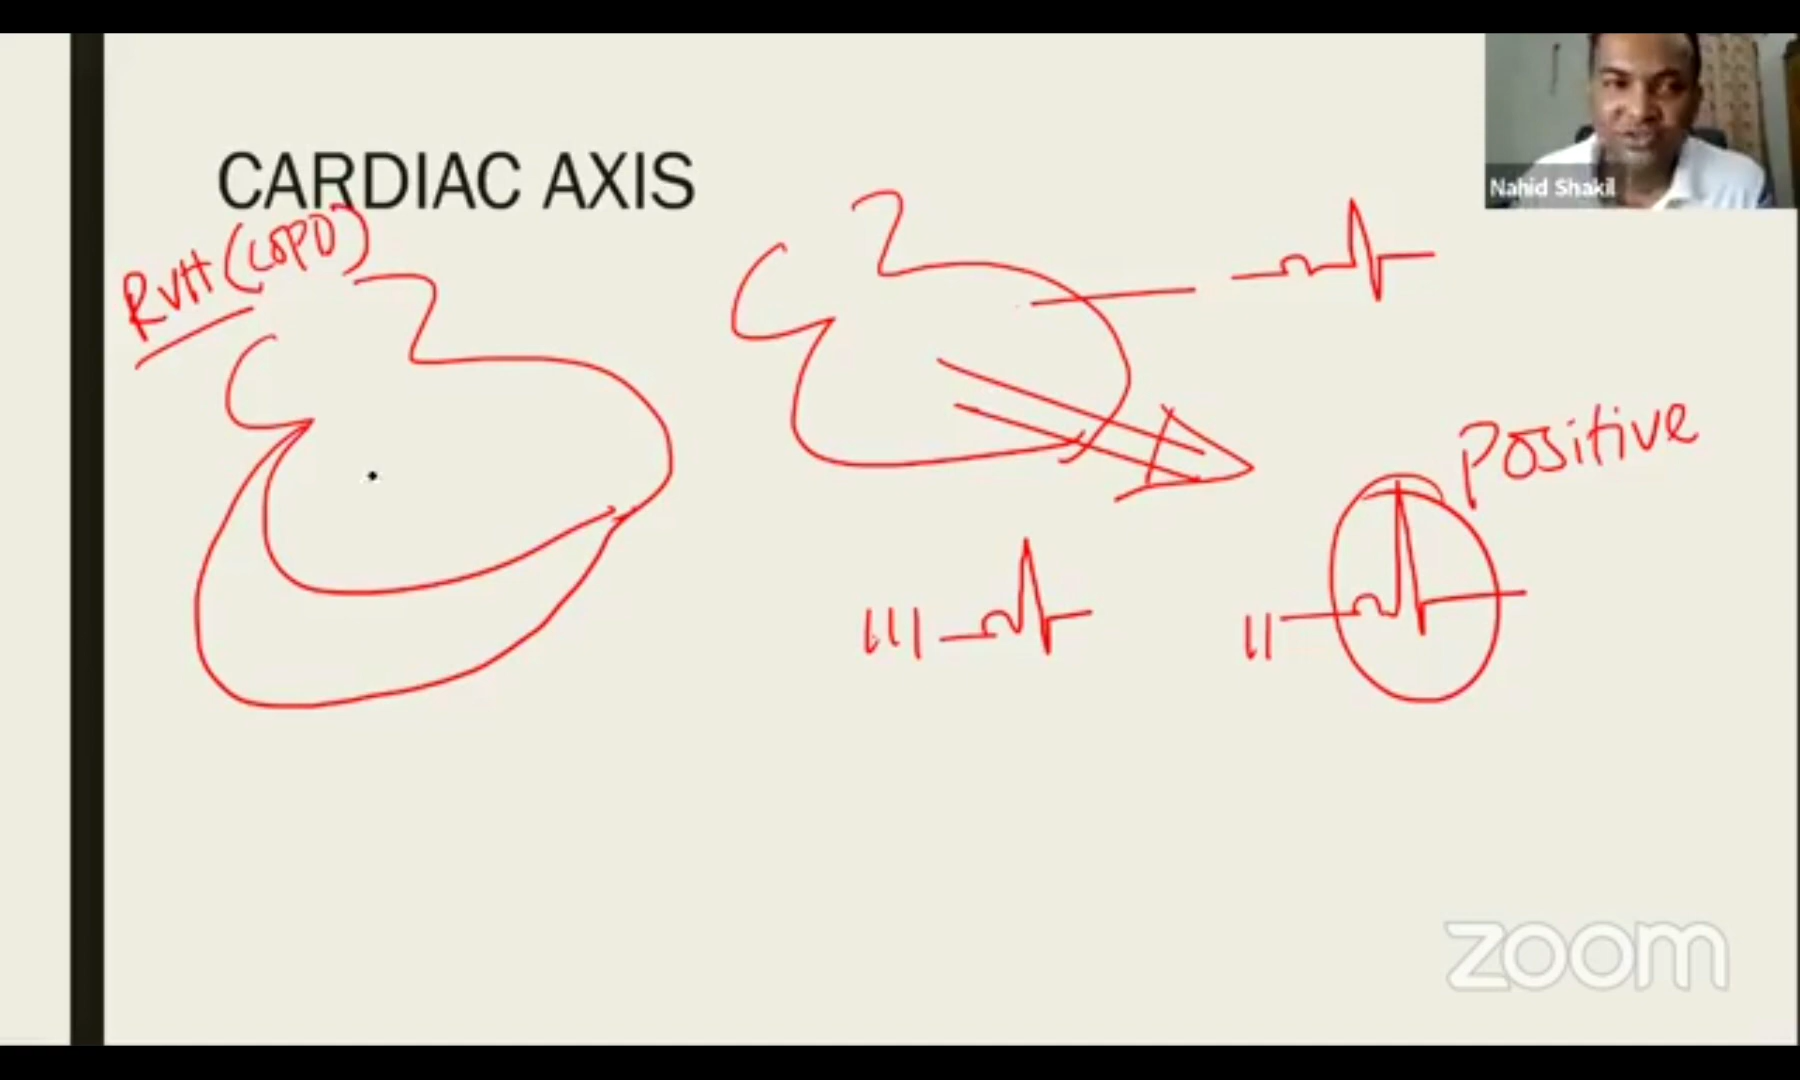 CARDIAC AXIS
Nahid Shakil
RVH (COPD)
Positive
III
II
zoom